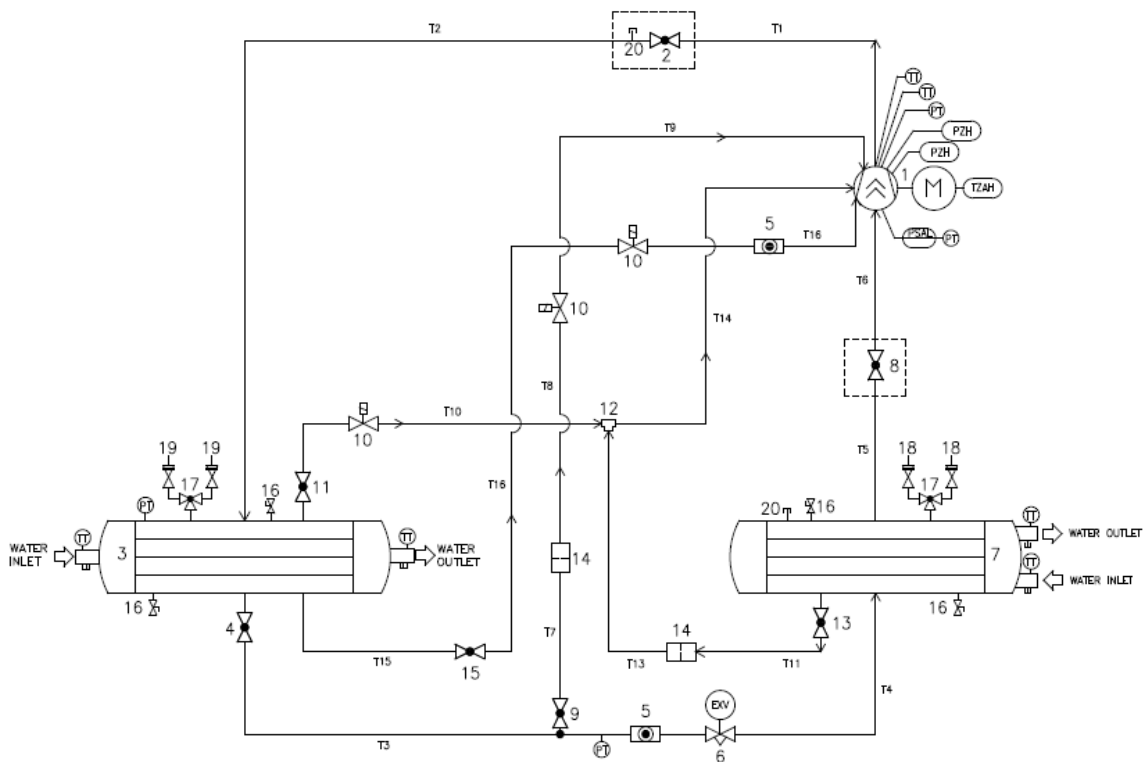 T2
20
2
T1
TT
TT
PT
PZH
PZH
1
M
TZAH
PSAL
PT
T9
5
T16
10
T6
10
T14
8
T8
T10
12
10
T5
19
19
17
16
11
T16
18
18
17
20
16
PT
TT
WATER
INLET
3
TT
WATER
OUTLET
14
7
TT
WATER OUTLET
TT
WATER INLET
16
4
T7
14
13
16
T15
15
T13
T11
T4
9
5
EXV
T3
PT
6